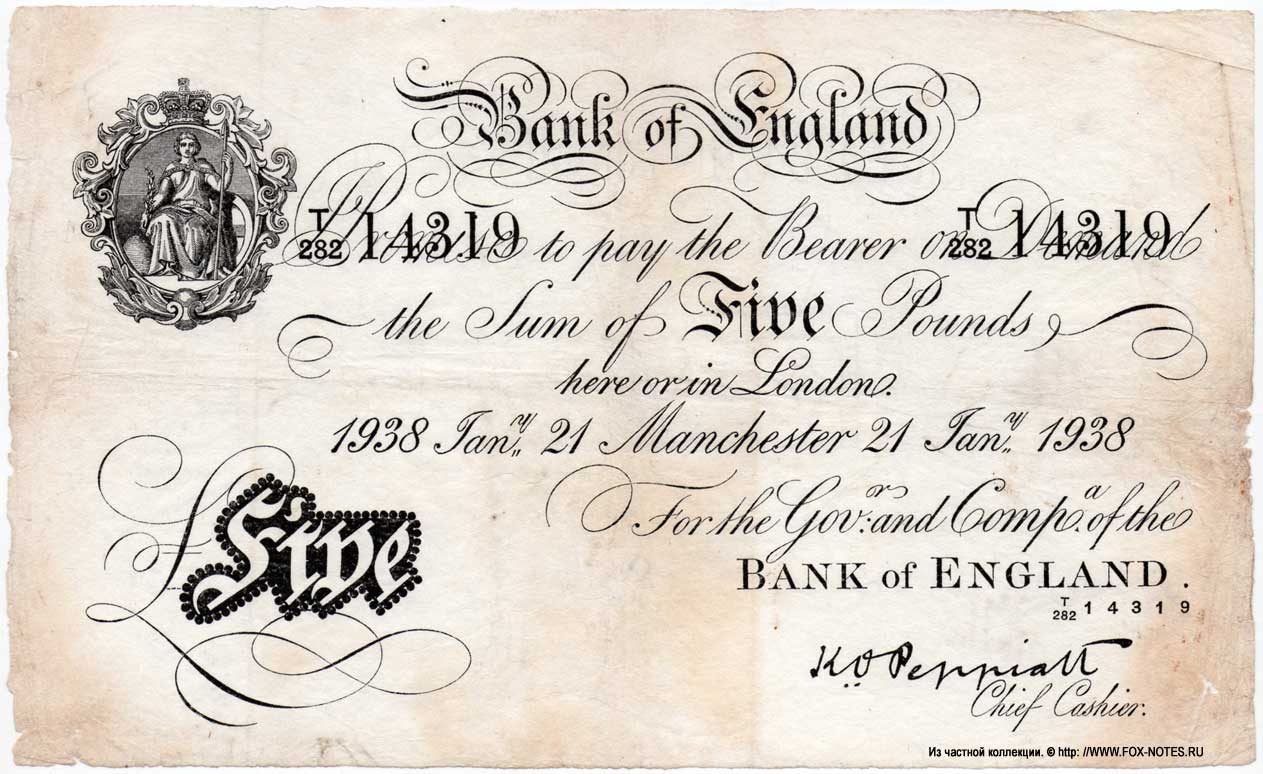 Bank of England
T/282 14319 T/282 14319
I Promise to pay the Bearer on Demand
the Sum of Five Pounds
here or in London.
1938 Jany. 21 Manchester 21 Jany. 1938
For the Govr. and Compa. of the
BANK of ENGLAND.
T/282 14319
£ Five
K.O. Peppiatt
Chief Cashier.
Из частной коллекции. © http: //WWW.FOX-NOTES.RU